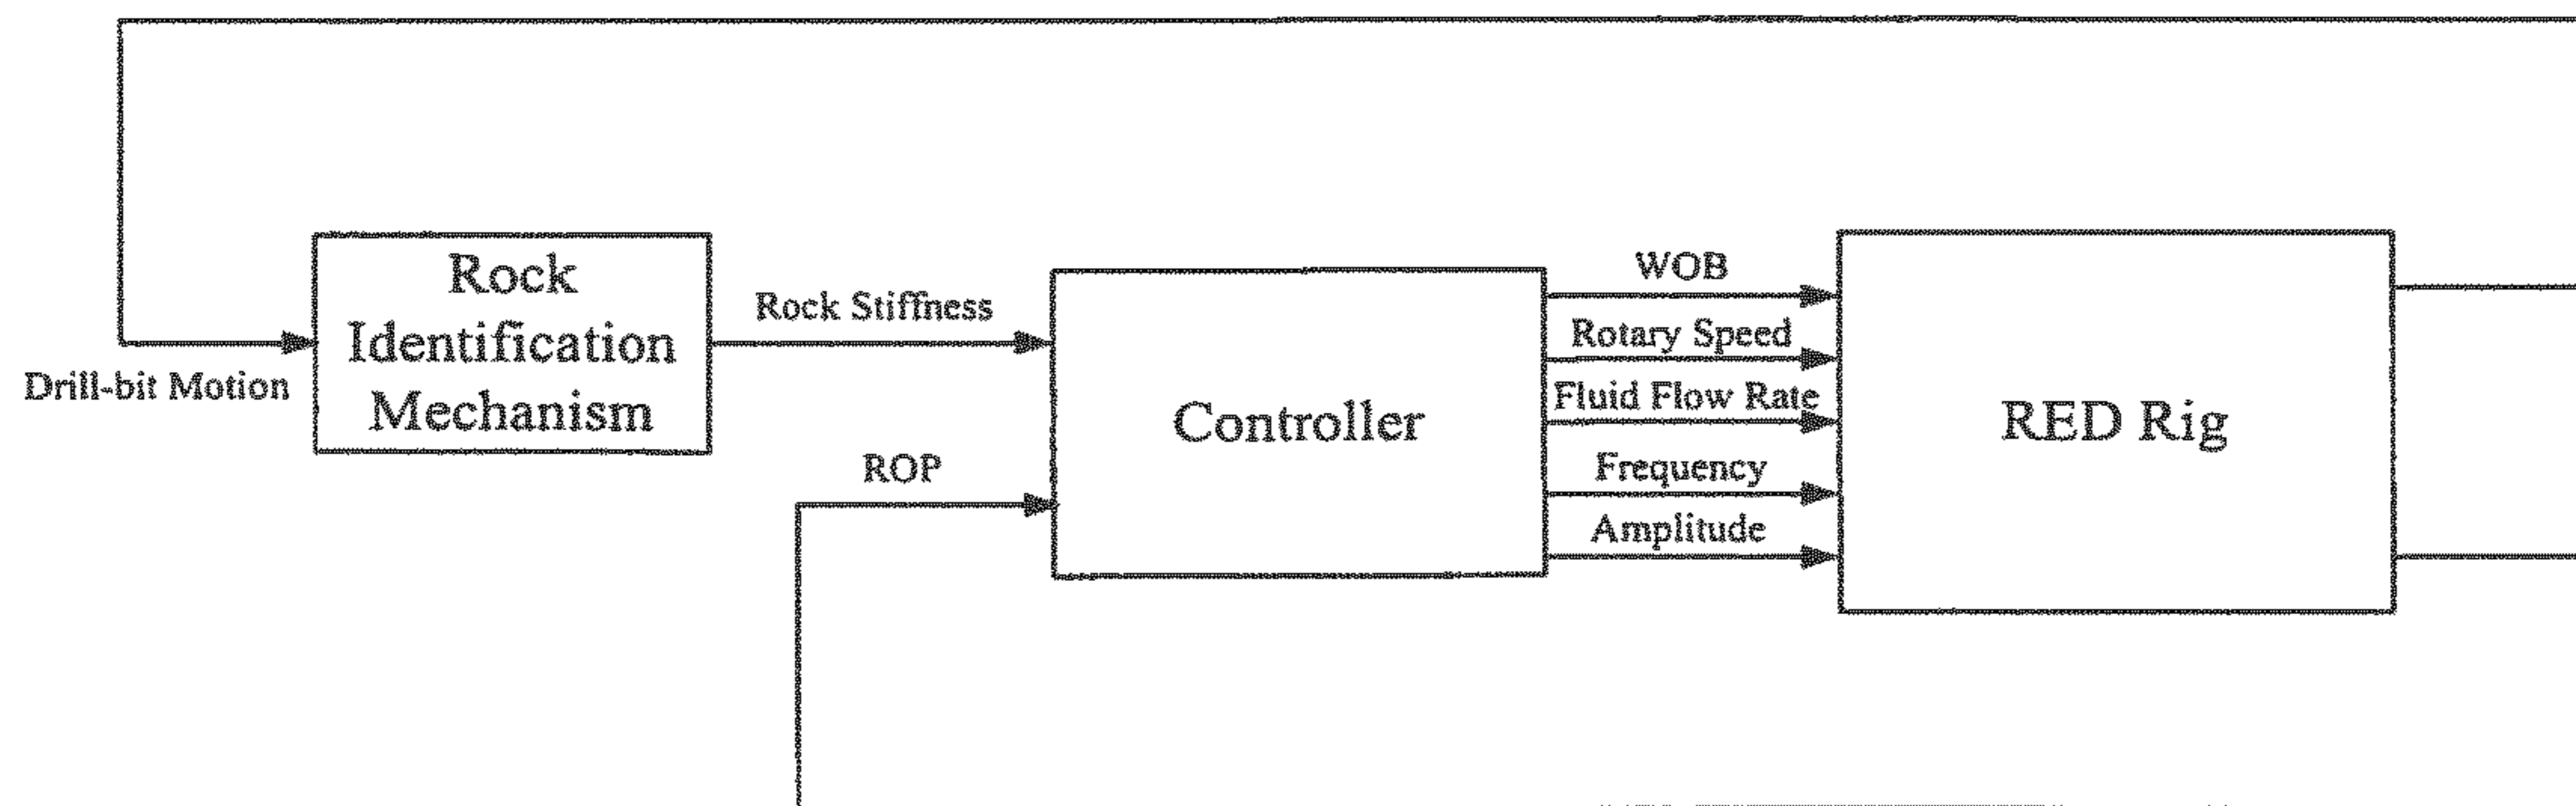 Drill-bit Motion
Rock
Identification
Mechanism
Rock Stiffness
ROP
Controller
WOB
Rotary Speed
Fluid Flow Rate
Frequency
Amplitude
RED Rig